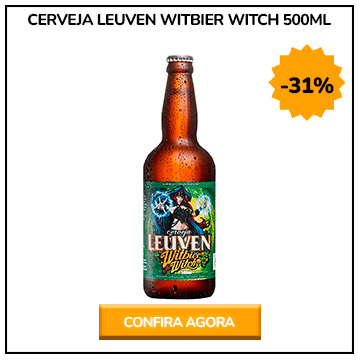 CERVEJA LEUVEN WITBIER WITCH 500ML
-31%
cerveja
LEUVEN
Witbier
Witch
CONFIRA AGORA